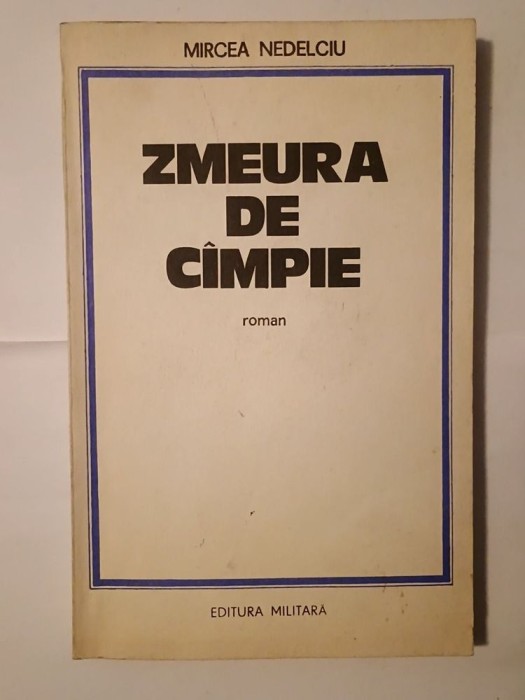 MIRCEA NEDELCIU
ZMEURA
DE
CÎMPIE
roman
EDITURA MILITARĂ